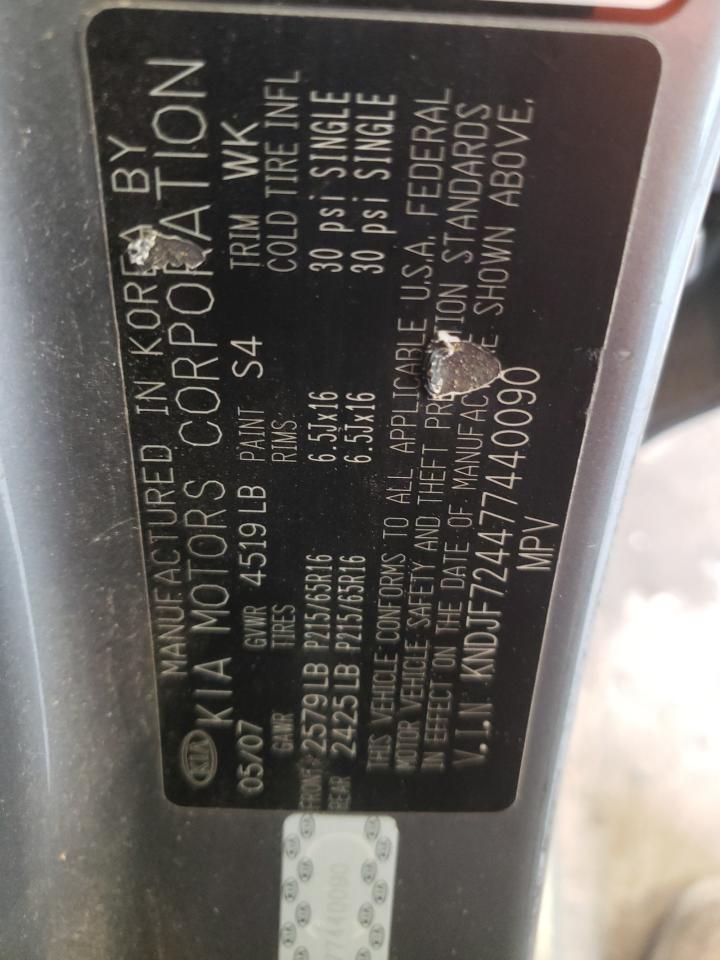 MANUFACTURED IN KOREA BY
KIA
KIA MOTORS CORPORATION
05/07 GVWR 4519 LB PAINT S4 TRIM WK
GAWR TIRES RIMS COLD TIRE INFL
FRONT 2579 LB P215/65R16 6.5Jx16 30 psi SINGLE
REAR 2425 LB P215/65R16 6.5Jx16 30 psi SINGLE
THIS VEHICLE CONFORMS TO ALL APPLICABLE U.S.A. FEDERAL
MOTOR VEHICLE SAFETY AND THEFT STANDARDS
IN EFFECT ON THE DATE OF SHOWN ABOVE.
V.I.N KNDJF724477440090
MPV
77440090